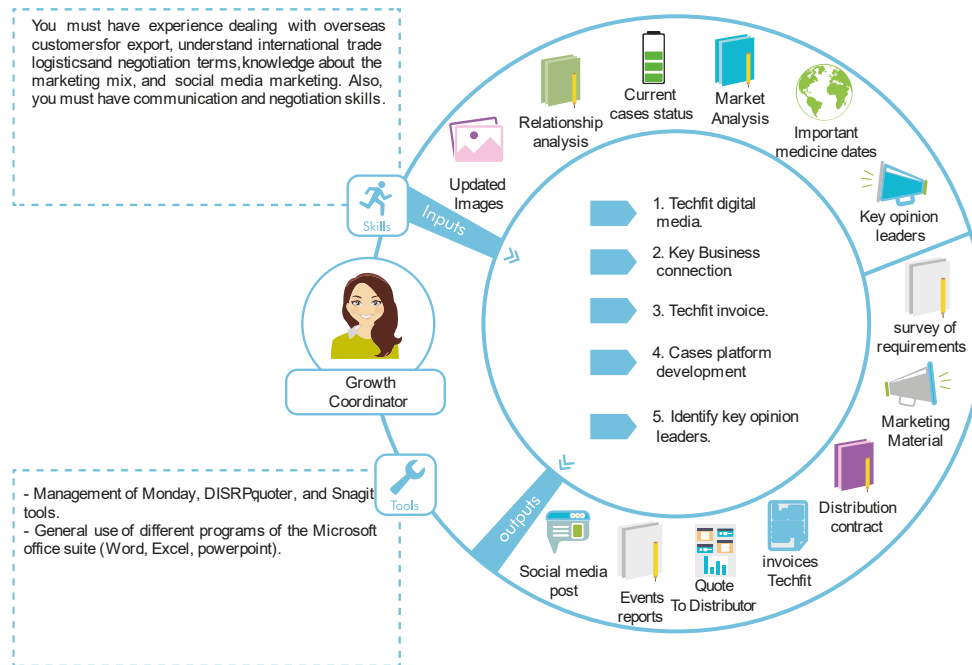 You must have experience dealing with overseas
customersfor export, understand international trade
logisticsand negotiation terms,knowledge about the
marketing mix, and social media marketing. Also,
you must have communication and negotiation skills.
Skills
Inputs
Updated
Images
Relationship
analysis
Current
cases status
Market
Analysis
Important
medicine dates
Key opinion
leaders
1. Techfit digital
media.
2. Key Business
connection.
3. Techfit invoice.
4. Cases platform
development
5. Identify key opinion
leaders.
Growth
Coordinator
survey of
requirements
Marketing
Material
Distribution
contract
invoices
Techfit
Quote
To Distributor
Events
reports
Social media
post
outputs
Tools
- Management of Monday, DISRPquoter, and Snagit
tools.
- General use of different programs of the Microsoft
office suite (Word, Excel, powerpoint).